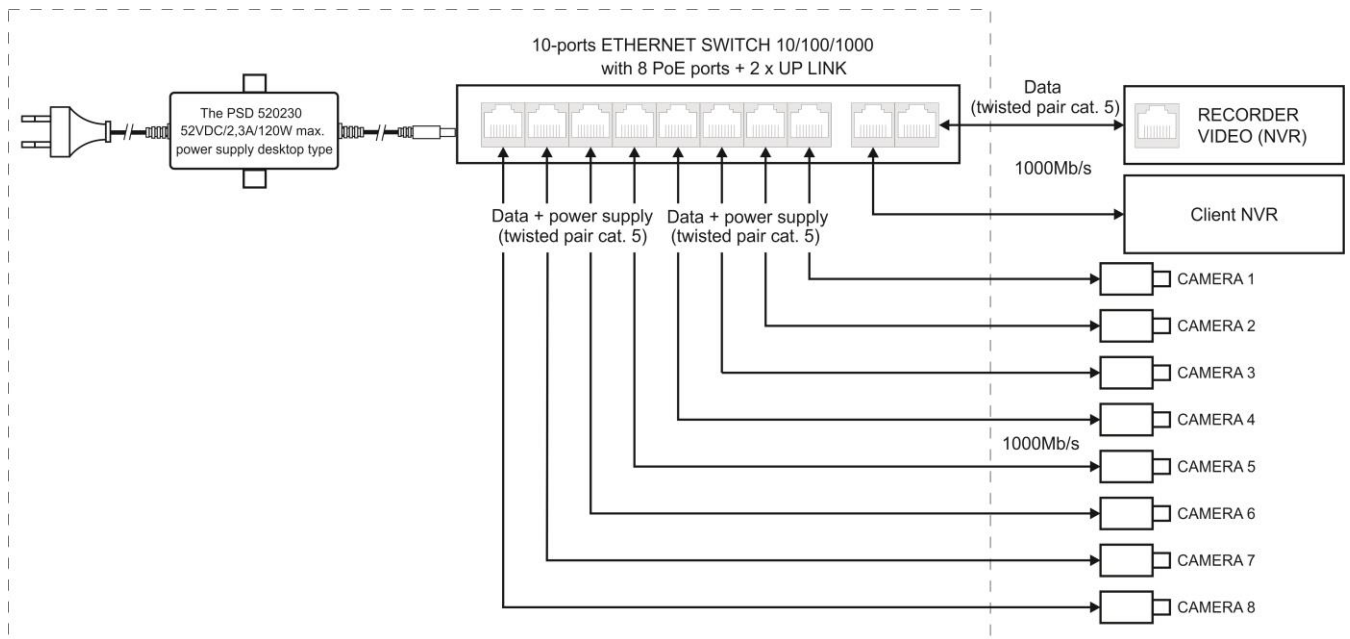 10-ports ETHERNET SWITCH 10/100/1000
with 8 PoE ports + 2 x UP LINK
The PSD 520230
52VDC/2,3A/120W max.
power supply desktop type
Data
(twisted pair cat. 5)
RECORDER
VIDEO (NVR)
1000Mb/s
Client NVR
Data + power supply
(twisted pair cat. 5)
Data + power supply
(twisted pair cat. 5)
CAMERA 1
CAMERA 2
CAMERA 3
CAMERA 4
1000Mb/s
CAMERA 5
CAMERA 6
CAMERA 7
CAMERA 8